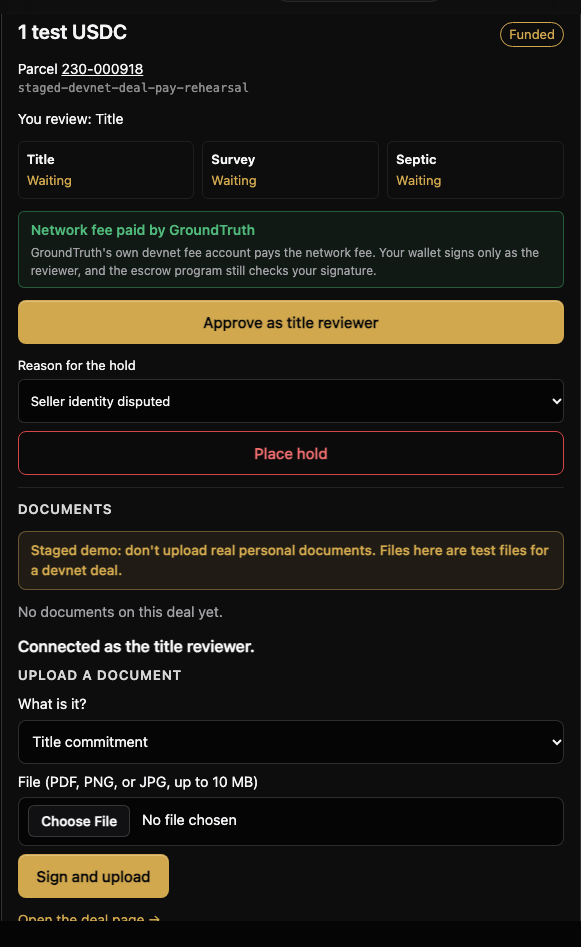 1 test USDC
Funded
Parcel 230-000918
staged-devnet-deal-pay-rehearsal
You review: Title
Title
Waiting
Survey
Waiting
Septic
Waiting
Network fee paid by GroundTruth
GroundTruth's own devnet fee account pays the network fee. Your wallet signs only as the
reviewer, and the escrow program still checks your signature.
Approve as title reviewer
Reason for the hold
Seller identity disputed
Place hold
DOCUMENTS
Staged demo: don't upload real personal documents. Files here are test files for
a devnet deal.
No documents on this deal yet.
Connected as the title reviewer.
UPLOAD A DOCUMENT
What is it?
Title commitment
File (PDF, PNG, or JPG, up to 10 MB)
Choose File No file chosen
Sign and upload
Open the deal page →